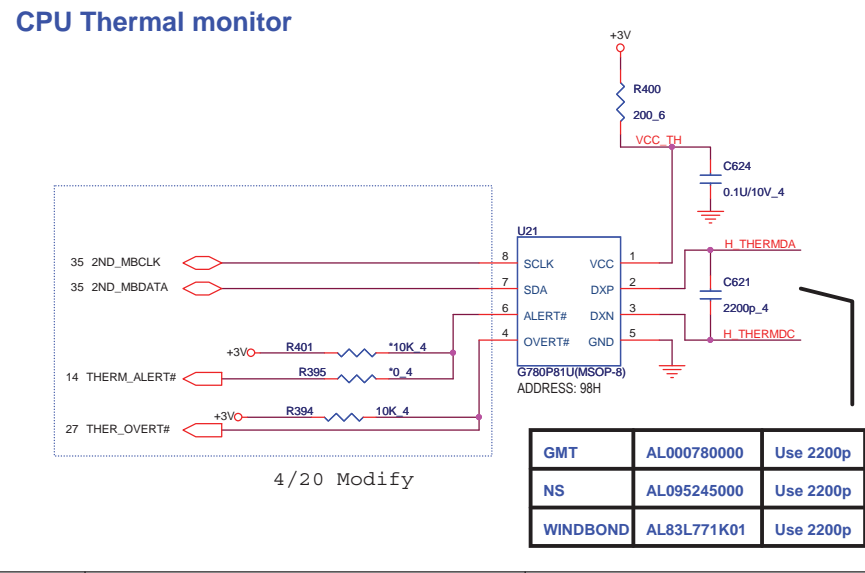 CPU Thermal monitor
+3V
R400
200_6
VCC_TH
C624
0.1U/10V_4
U21
H_THERMDA
35 2ND_MBCLK
8
SCLK
VCC
1
35 2ND_MBDATA
7
SDA
DXP
2
C621
2200p_4
6
ALERT#
DXN
3
4
OVERT#
GND
5
H_THERMDC
+3V
R401
*10K_4
14 THERM_ALERT#
R395
*0_4
G780P81U(MSOP-8)
ADDRESS: 98H
+3V
R394
10K_4
27 THER_OVERT#
4/20 Modify
GMT AL000780000 Use 2200p
NS AL095245000 Use 2200p
WINDBOND AL83L771K01 Use 2200p